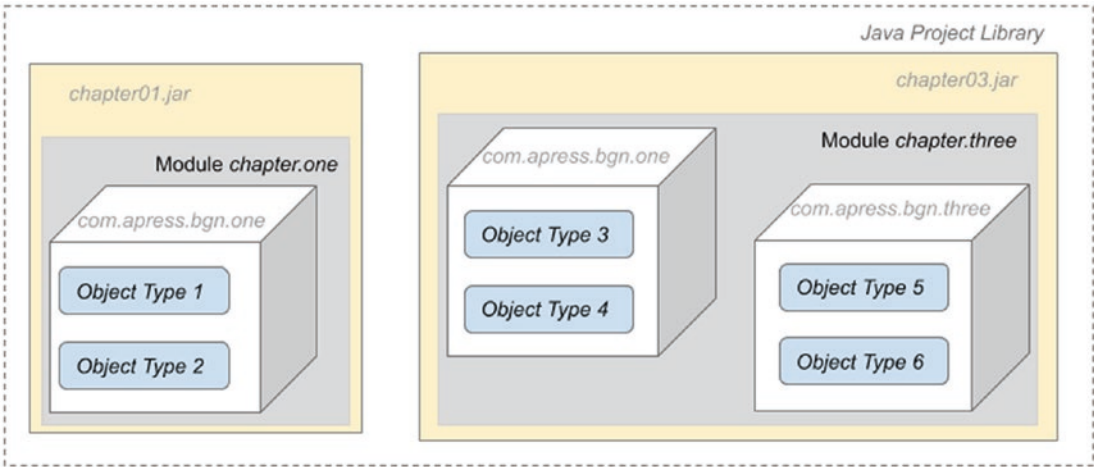 Java Project Library
chapter01.jar
Module chapter.one
com.apress.bgn.one
Object Type 1
Object Type 2
chapter03.jar
Module chapter.three
com.apress.bgn.one
Object Type 3
Object Type 4
com.apress.bgn.three
Object Type 5
Object Type 6